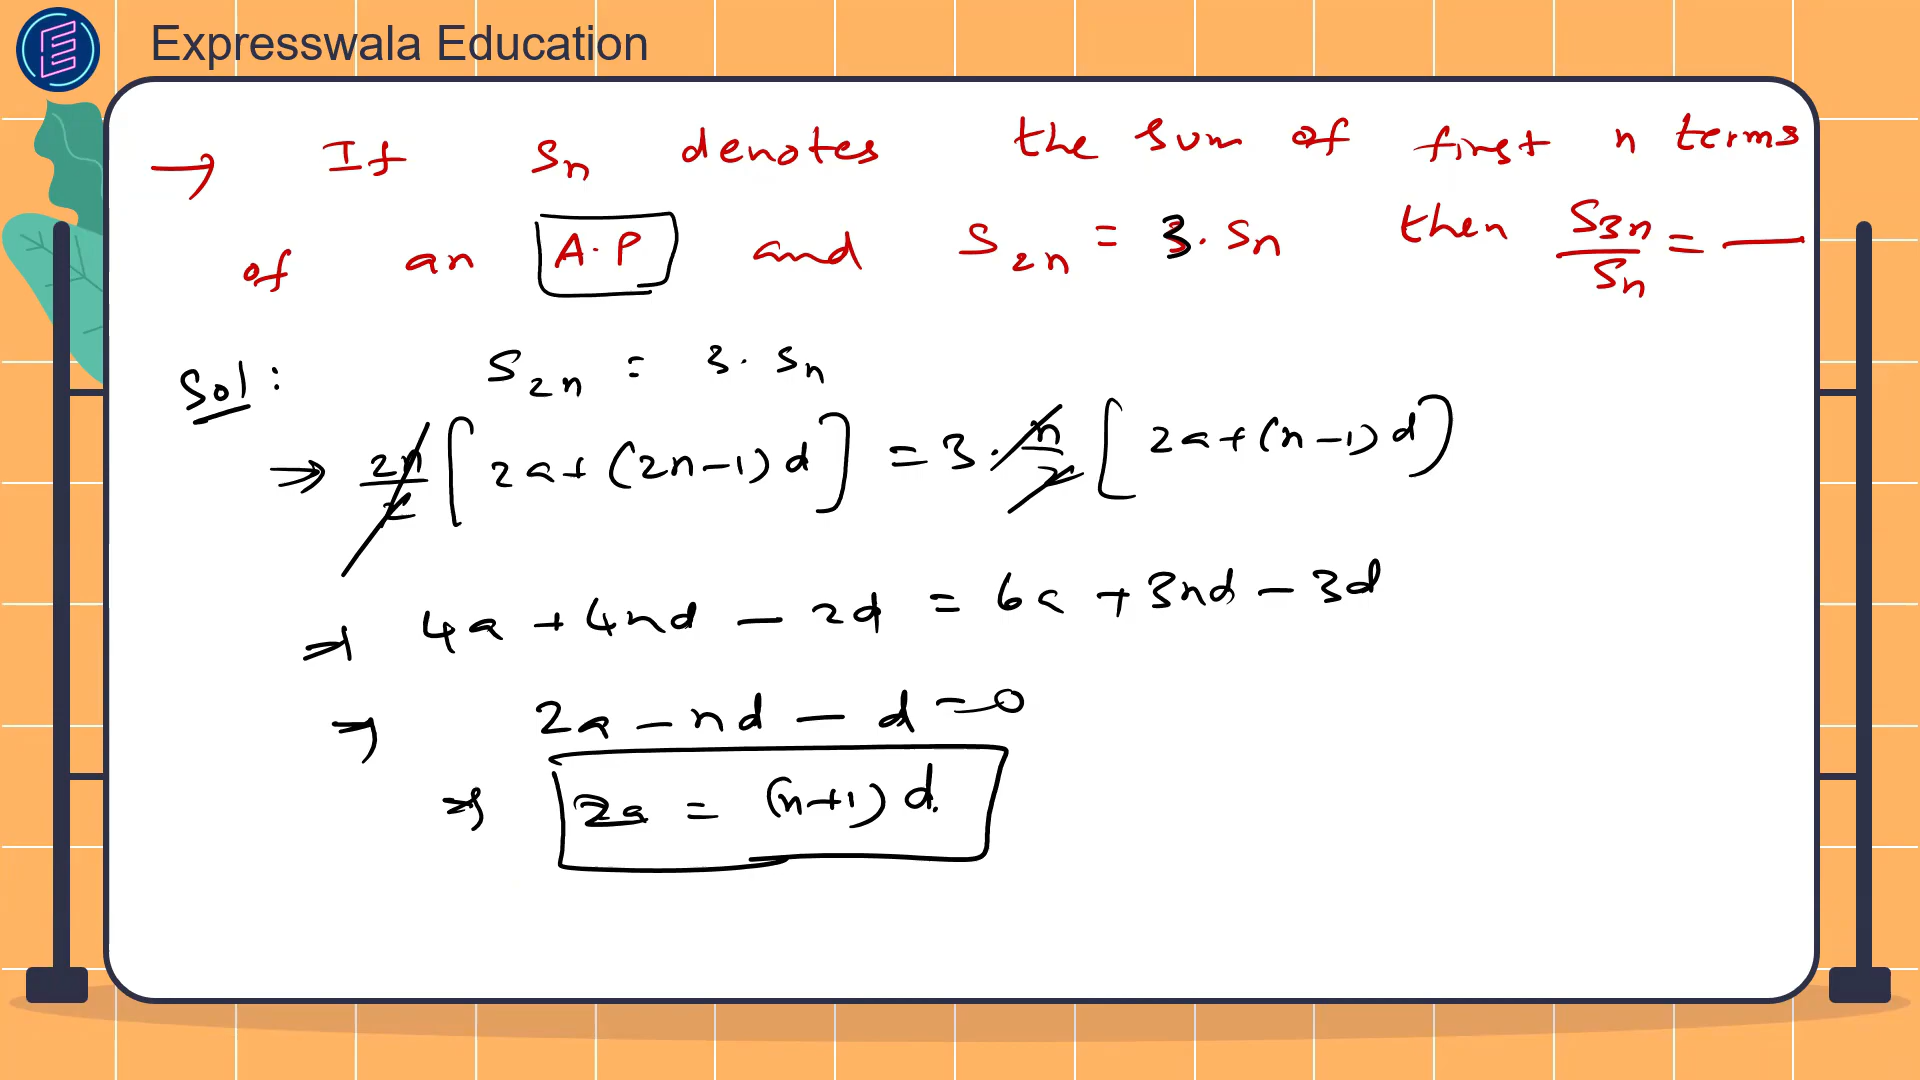 Expresswala Education
→ If Sn denotes the sum of first n terms
of an A.P and S2n = 3. Sn then S3n/Sn = —
Sol : S2n = 3. Sn
⇒ 2n/2 [2a+(2n-1)d] = 3. n/2 [2a+(n-1)d]
⇒ 4a + 4nd - 2d = 6a + 3nd - 3d
⇒ 2a - nd - d = 0
⇒ 2a = (n+1) d.